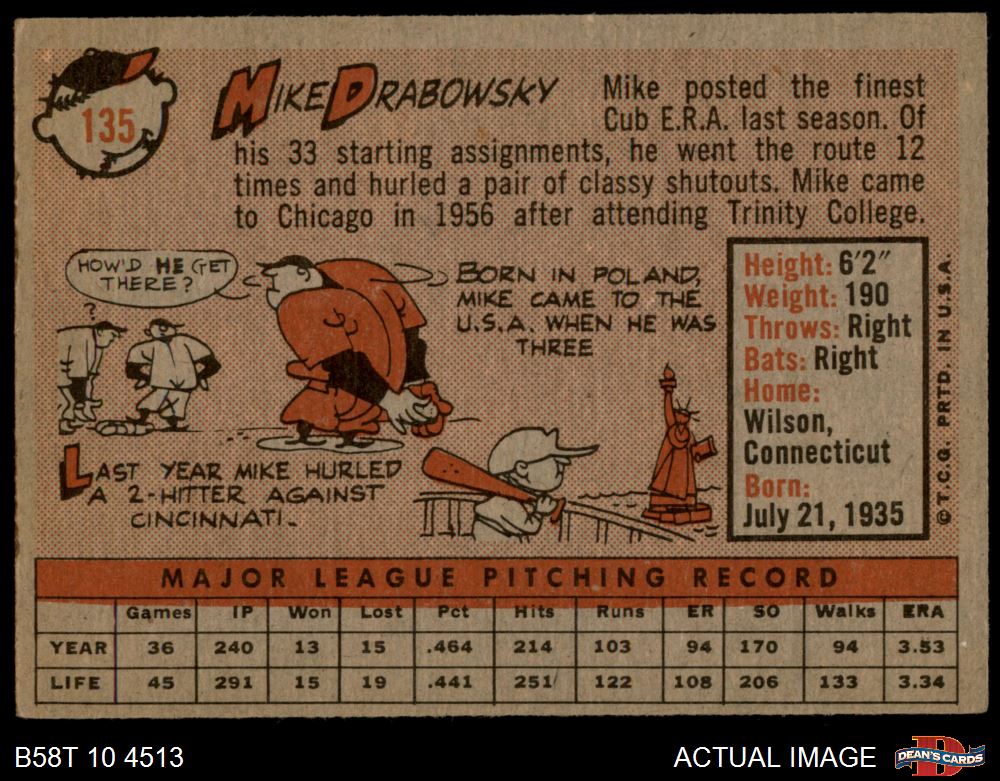 135
MIKE DRABOWSKY
Mike posted the finest
Cub E.R.A. last season. Of
his 33 starting assignments, he went the route 12
times and hurled a pair of classy shutouts. Mike came
to Chicago in 1956 after attending Trinity College.
HOW'D HE GET
THERE?
?
BORN IN POLAND,
MIKE CAME TO THE
U.S.A. WHEN HE WAS
THREE
LAST YEAR MIKE HURLED
A 2-HITTER AGAINST
CINCINNATI.
Height: 6'2"
Weight: 190
Throws: Right
Bats: Right
Home:
Wilson,
Connecticut
Born:
July 21, 1935
© T.C.G. PRTD. IN U.S.A.
MAJOR LEAGUE PITCHING RECORD
Games IP Won Lost Pct Hits Runs ER SO Walks ERA
YEAR 36 240 13 15 .464 214 103 94 170 94 3.53
LIFE 45 291 15 19 .441 251 122 108 206 133 3.34
B58T 10 4513
ACTUAL IMAGE
D
DEAN'S CARDS